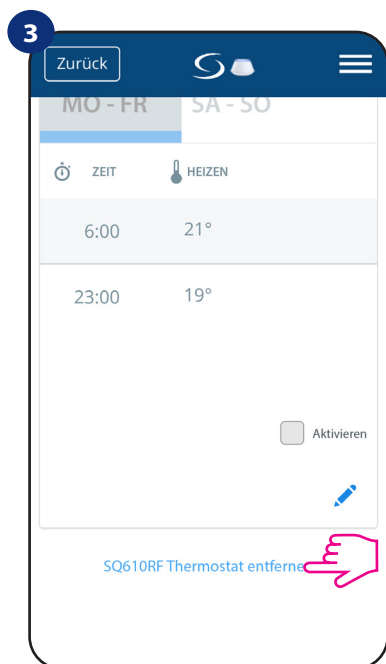 3
Zurück
MO - FR SA - SO
ZEIT HEIZEN
6:00 21°
23:00 19°
Aktivieren
SQ610RF Thermostat entferne